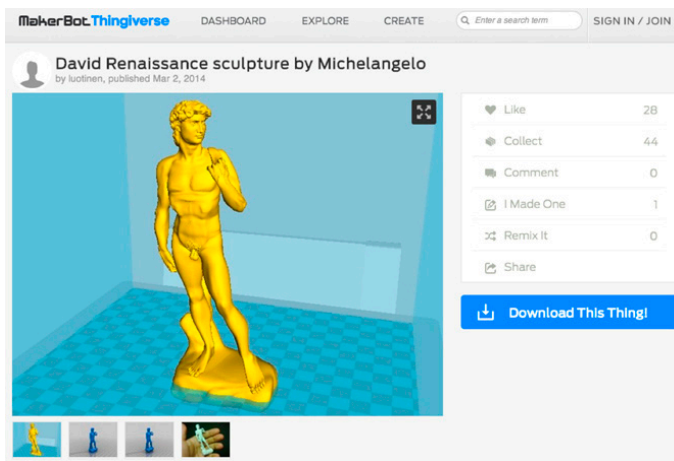 MakerBot Thingiverse DASHBOARD EXPLORE CREATE Enter a search term SIGN IN / JOIN
David Renaissance sculpture by Michelangelo
by luotinen, published Mar 2, 2014
Like 28
Collect 44
Comment 0
I Made One 1
Remix It 0
Share
Download This Thing!